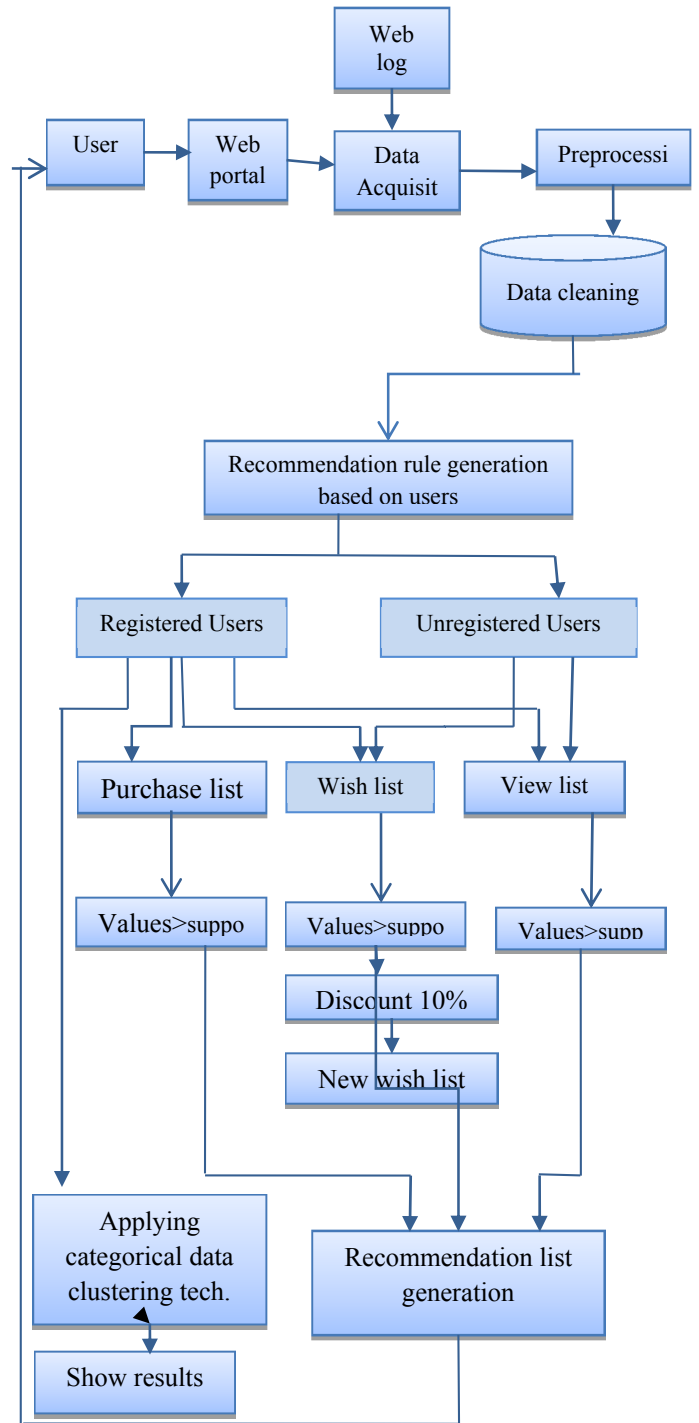 Web
log
User
Web
portal
Data
Acquisit
Preprocessi
Data cleaning
Recommendation rule generation
based on users
Registered Users
Unregistered Users
Purchase list
Wish list
View list
Values>suppo
Values>suppo
Values>supp
Discount 10%
New wish list
Applying
categorical data
clustering tech.
Recommendation list
generation
Show results